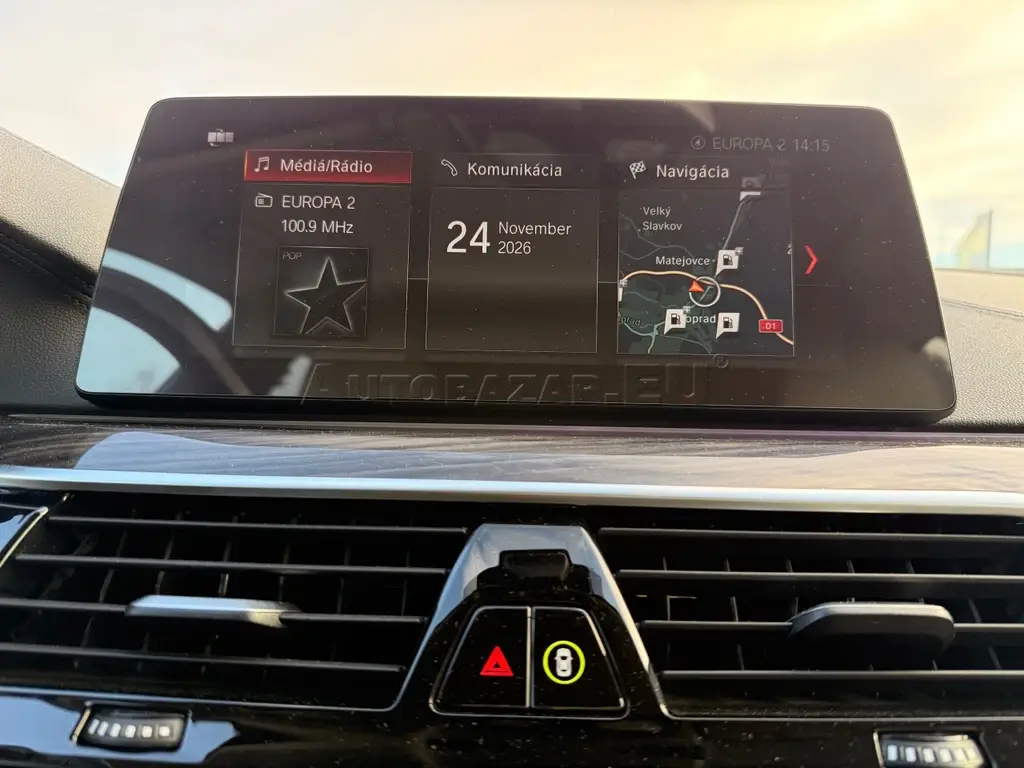 EUROPA 2 14:15
Médiá/Rádio
EUROPA 2
100.9 MHz
POP
Komunikácia
24 November
2026
Navigácia
Velký
Slavkov
Matejovce
oprad
D1
AUTOBAZAR.EU